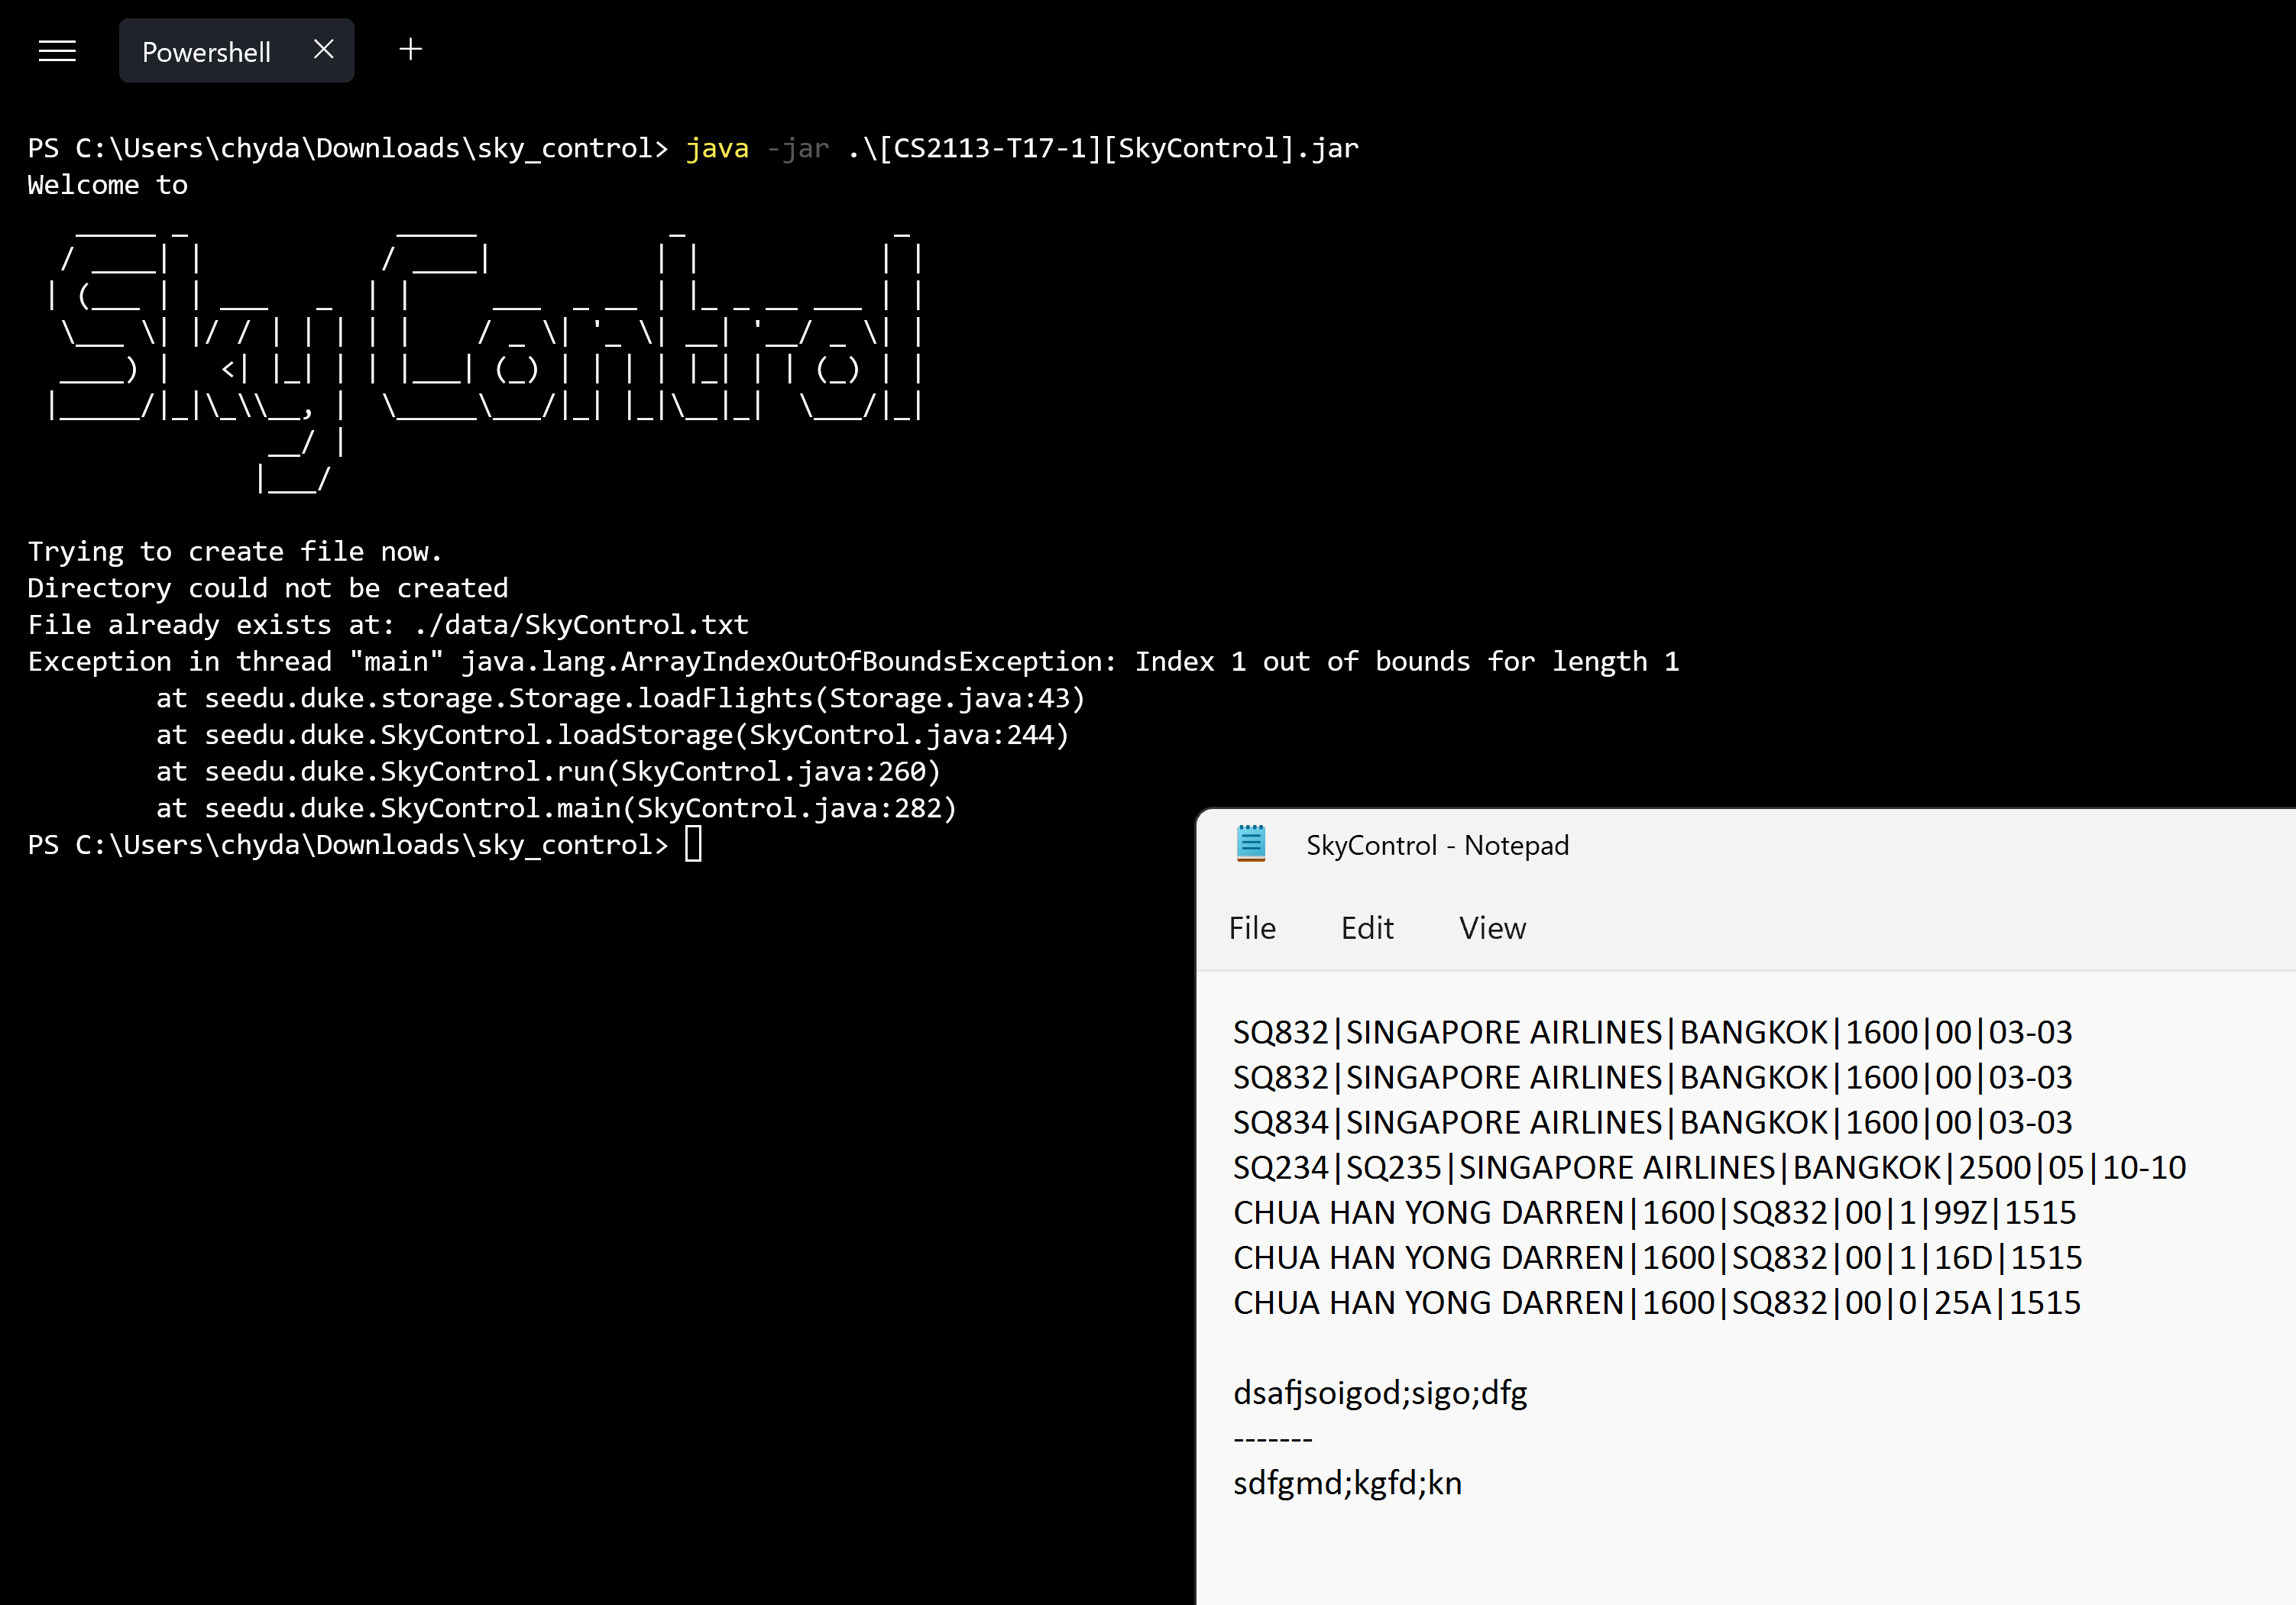 Powershell
PS C:\Users\chyda\Downloads\sky_control> java -jar .\[CS2113-T17-1][SkyControl].jar
Welcome to
SkyControl
Trying to create file now.
Directory could not be created
File already exists at: ./data/SkyControl.txt
Exception in thread "main" java.lang.ArrayIndexOutOfBoundsException: Index 1 out of bounds for length 1
at seedu.duke.storage.Storage.loadFlights(Storage.java:43)
at seedu.duke.SkyControl.loadStorage(SkyControl.java:244)
at seedu.duke.SkyControl.run(SkyControl.java:260)
at seedu.duke.SkyControl.main(SkyControl.java:282)
PS C:\Users\chyda\Downloads\sky_control>
SkyControl - Notepad
File Edit View
SQ832|SINGAPORE AIRLINES|BANGKOK|1600|00|03-03
SQ832|SINGAPORE AIRLINES|BANGKOK|1600|00|03-03
SQ834|SINGAPORE AIRLINES|BANGKOK|1600|00|03-03
SQ234|SQ235|SINGAPORE AIRLINES|BANGKOK|2500|05|10-10
CHUA HAN YONG DARREN|1600|SQ832|00|1|99Z|1515
CHUA HAN YONG DARREN|1600|SQ832|00|1|16D|1515
CHUA HAN YONG DARREN|1600|SQ832|00|0|25A|1515
dsafjsoigod;sigo;dfg
-------
sdfgmd;kgfd;kn